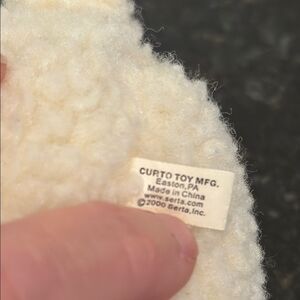 CURTO TOY MFG.
Easton, PA
Made in China
www.serta.com
©2000 Serta, Inc.